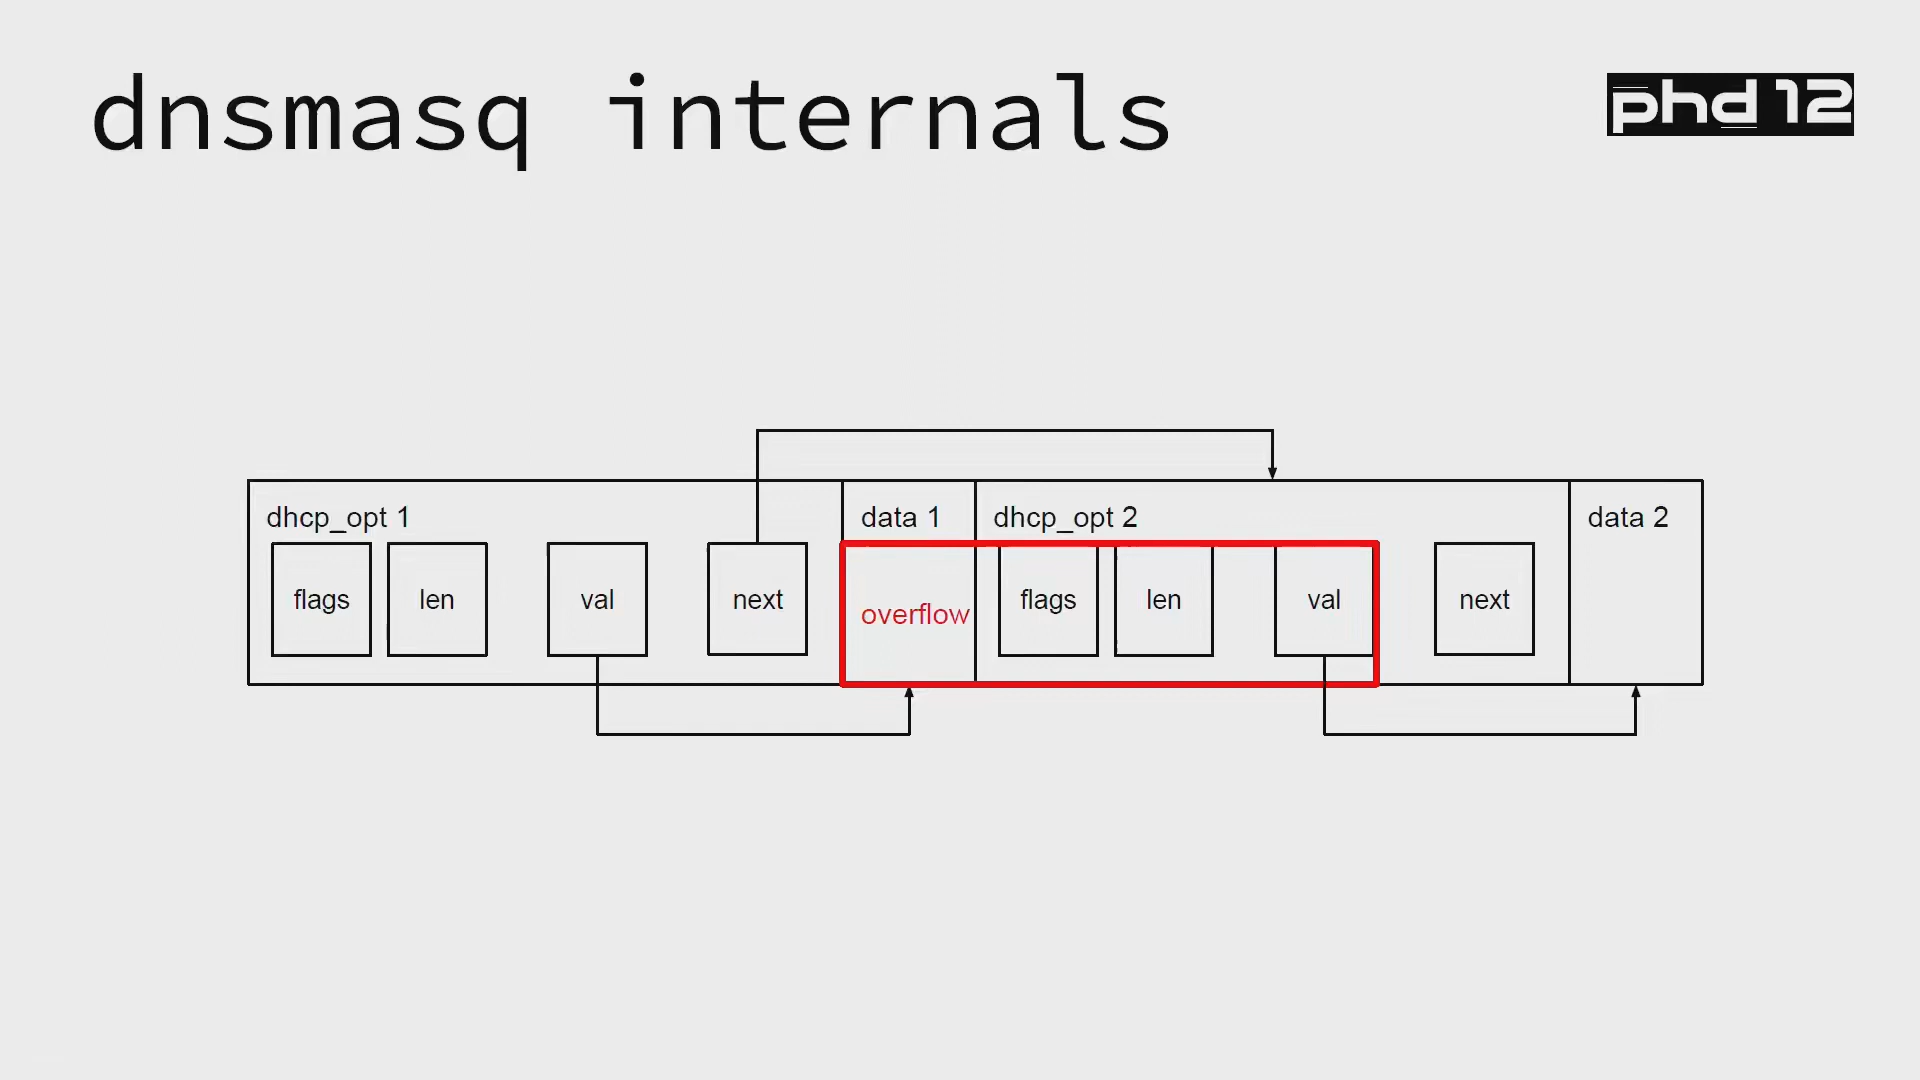 dnsmasq internals
phd 12
dhcp_opt 1
data 1
dhcp_opt 2
data 2
flags
len
val
next
overflow
flags
len
val
next